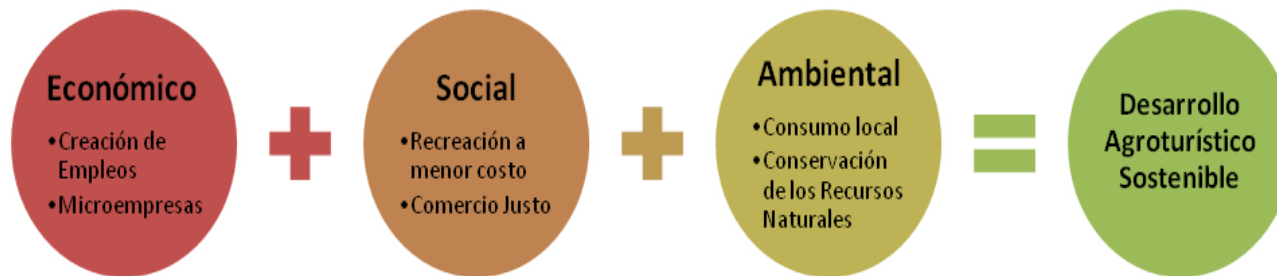 Económico
•Creación de
Empleos
•Microempresas
Social
•Recreación a
menor costo
•Comercio Justo
Ambiental
•Consumo local
•Conservación
de los Recursos
Naturales
Desarrollo
Agroturístico
Sostenible